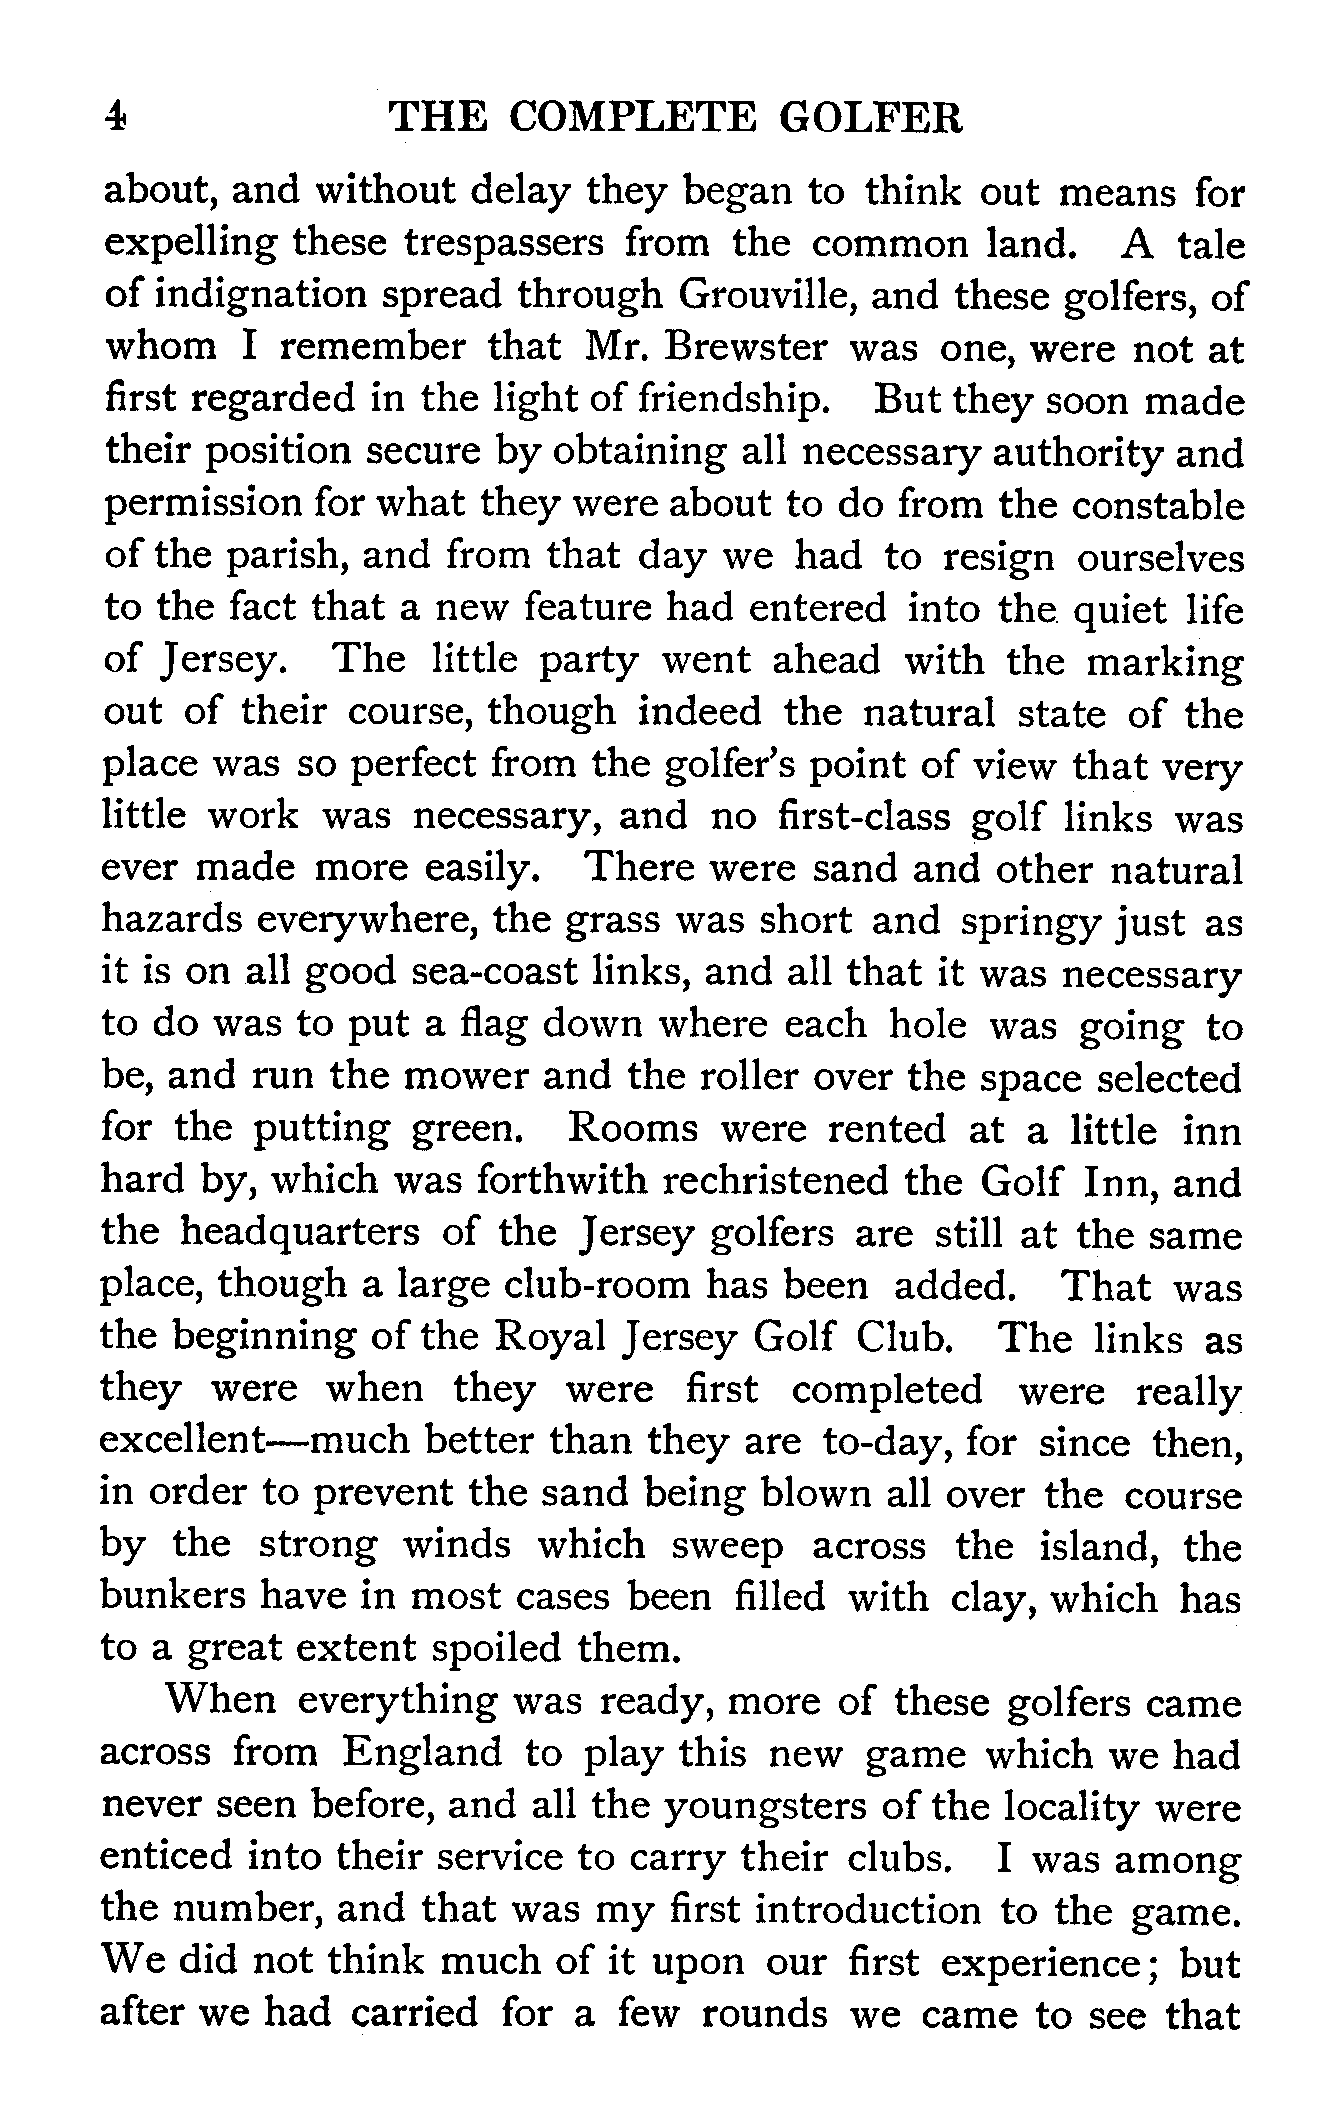 4 THE COMPLETE GOLFER
about, and without delay they began to think out means for
expelling these trespassers from the common land. A tale
of indignation spread through Grouville, and these golfers, of
whom I remember that Mr. Brewster was one, were not at
first regarded in the light of friendship. But they soon made
their position secure by obtaining all necessary authority and
permission for what they were about to do from the constable
of the parish, and from that day we had to resign ourselves
to the fact that a new feature had entered into the quiet life
of Jersey. The little party went ahead with the marking
out of their course, though indeed the natural state of the
place was so perfect from the golfer's point of view that very
little work was necessary, and no first-class golf links was
ever made more easily. There were sand and other natural
hazards everywhere, the grass was short and springy just as
it is on all good sea-coast links, and all that it was necessary
to do was to put a flag down where each hole was going to
be, and run the mower and the roller over the space selected
for the putting green. Rooms were rented at a little inn
hard by, which was forthwith rechristened the Golf Inn, and
the headquarters of the Jersey golfers are still at the same
place, though a large club-room has been added. That was
the beginning of the Royal Jersey Golf Club. The links as
they were when they were first completed were really
excellent—much better than they are to-day, for since then,
in order to prevent the sand being blown all over the course
by the strong winds which sweep across the island, the
bunkers have in most cases been filled with clay, which has
to a great extent spoiled them.
When everything was ready, more of these golfers came
across from England to play this new game which we had
never seen before, and all the youngsters of the locality were
enticed into their service to carry their clubs. I was among
the number, and that was my first introduction to the game.
We did not think much of it upon our first experience; but
after we had carried for a few rounds we came to see that